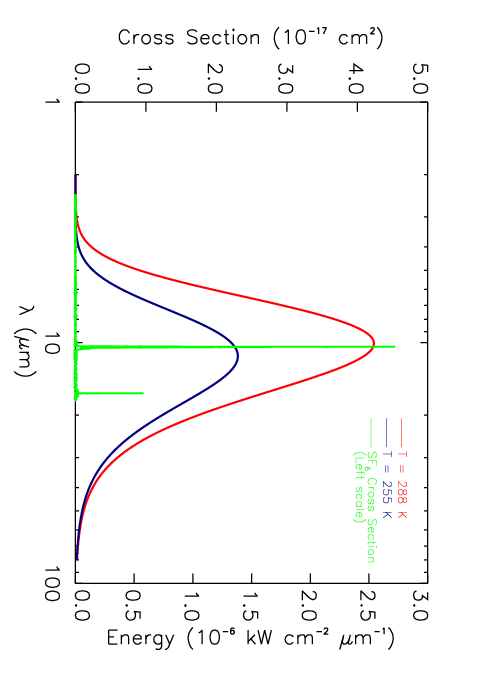 Cross Section (10⁻¹⁷ cm²)
0.0
1.0
2.0
3.0
4.0
5.0
1
10
100
λ (μm)
T = 288 K
T = 255 K
SF₆ Cross Section
(Left scale)
0.0
0.5
1.0
1.5
2.0
2.5
3.0
Energy (10⁻⁶ kW cm⁻² μm⁻¹)